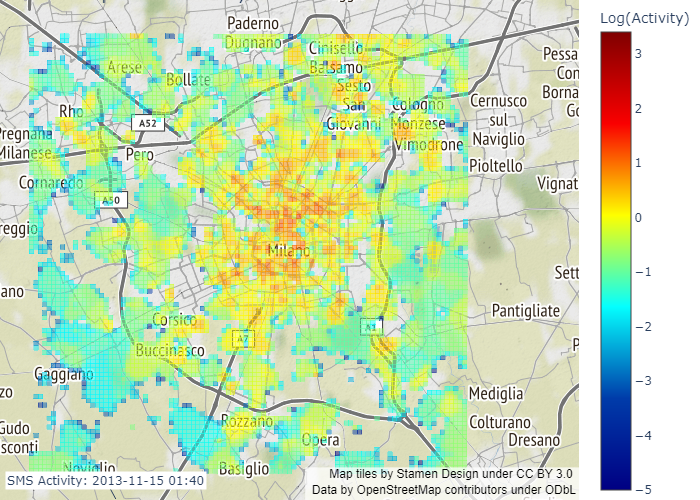 Log(Activity)
3
2
1
0
−1
−2
−3
−4
−5
Paderno
Dugnano
Cinisello
Balsamo
Arese
Bollate
Sesto
San
Giovanni
Cologno
Monzese
Cernusco
sul
Naviglio
Pessa
Con
Borna
Go
Rho
A52
Vimodrone
Pregnana
Milanese
Pero
Pioltello
Cornaredo
A50
Vignat
reggio
Milano
Sett
ano
Pantigliate
Corsico
A7
A1
P
Buccinasco
Gaggiano
zo
Mediglia
Rozzano
Colturano
Gudo
sconti
Opera
Dresano
Noviglio
Basiglio
SMS Activity: 2013-11-15 01:40
Map tiles by Stamen Design under CC BY 3.0
Data by OpenStreetMap contributors under ODbL